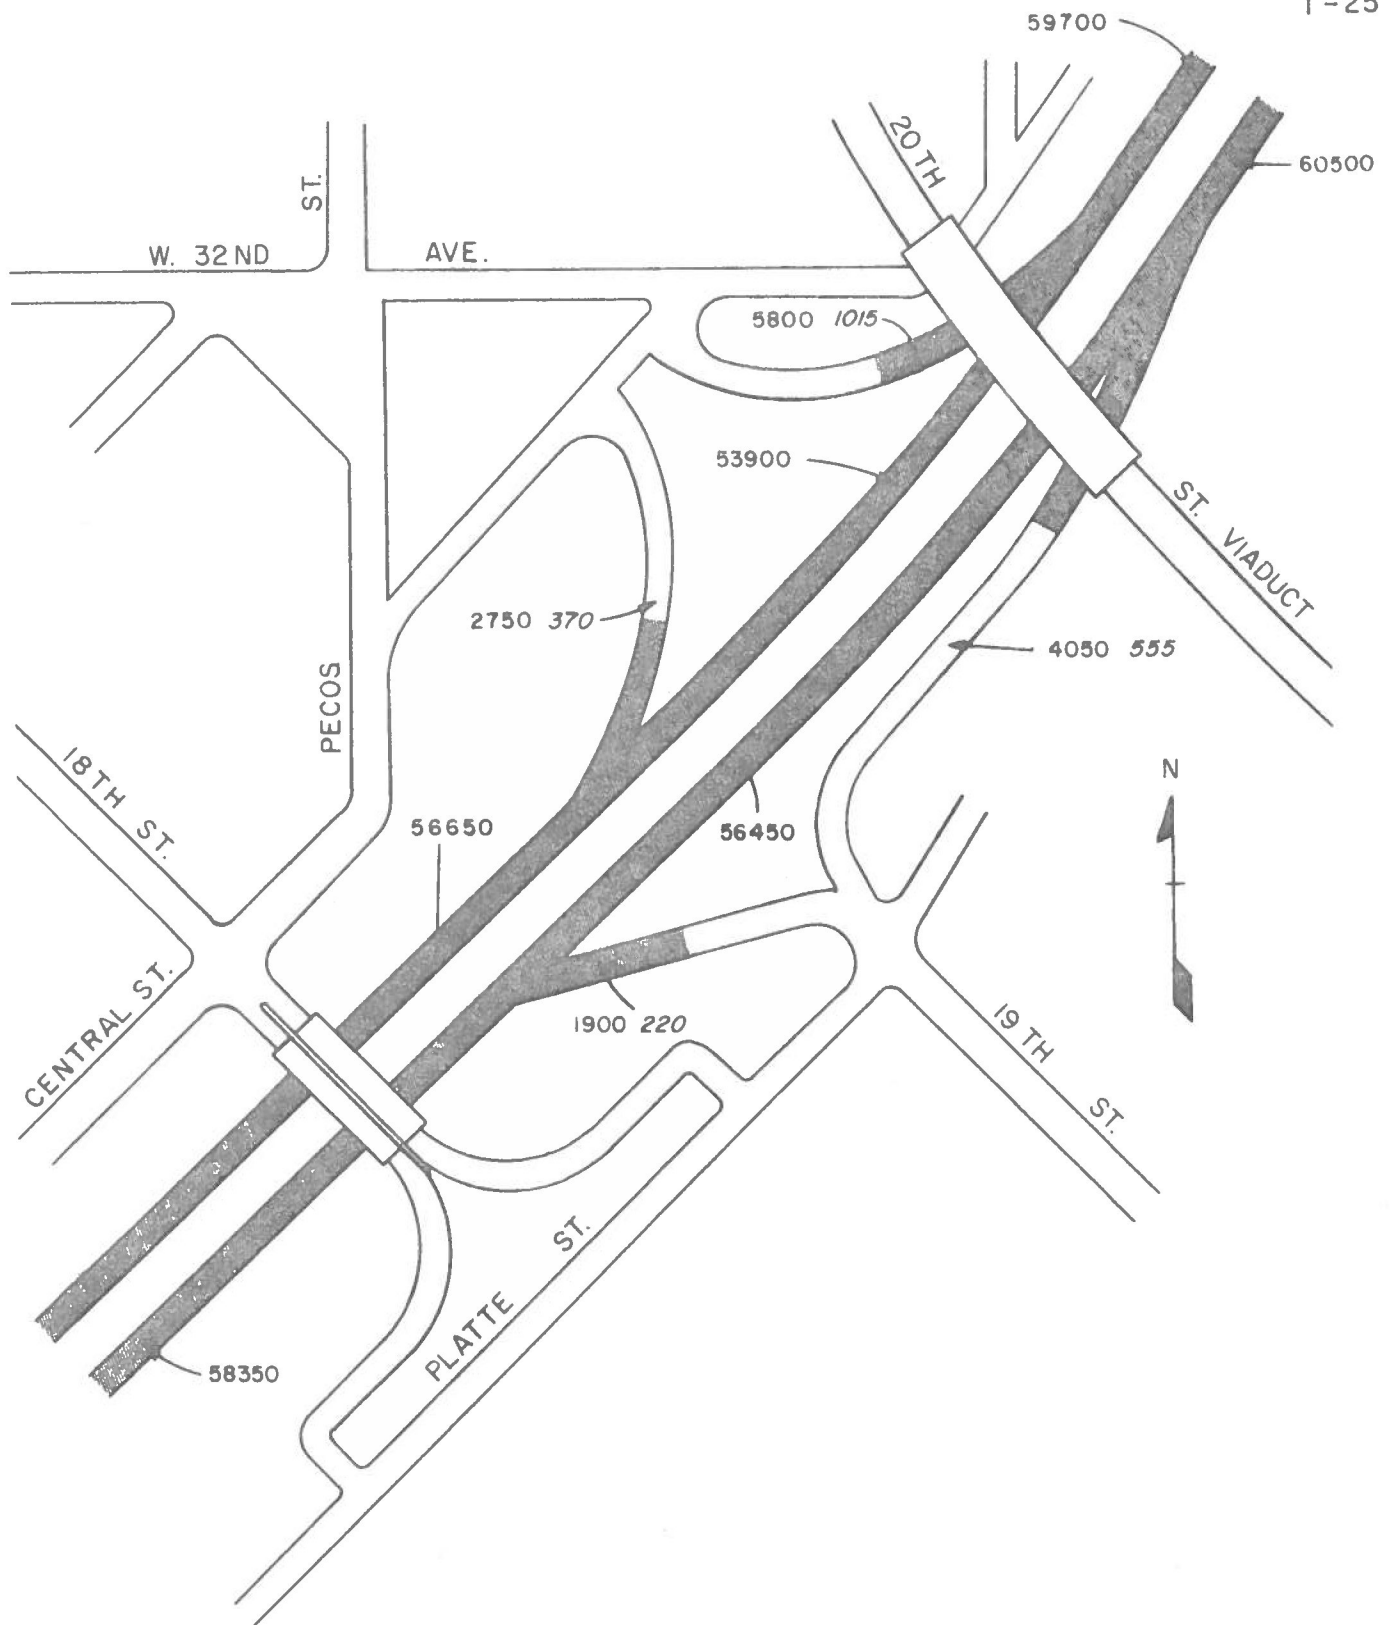 I-25
59700
20TH
60500
ST.
W. 32ND AVE.
5800 1015
53900
ST. VIADUCT
2750 370
4050 555
PECOS
18TH ST.
N
56650
56450
CENTRAL ST.
1900 220
19TH ST.
PLATTE ST.
58350